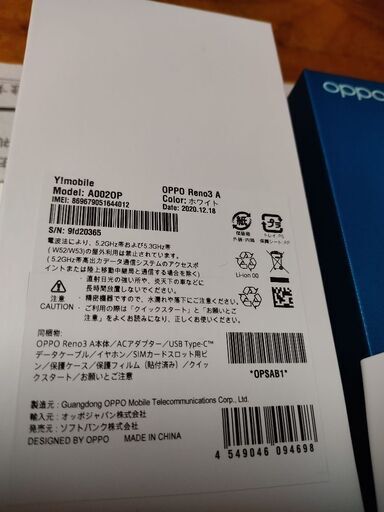 oppo
Y!mobile
Model: A002OP
OPPO Reno3 A
IMEI: 869679051644012
Color: ホワイト
Date: 2020.12.18
S/N: 9fd20365
電波法により、5.2GHz帯および5.3GHz帯
(W52/W53)の屋外利用は禁止されています。
(5.2GHz帯高出力データ通信システムのアクセスポ
イントまたは陸上移動中継局と通信する場合を除く)
注意
CAUTION
・直射日光の強い所や、炎天下の車などに
長時間放置しないでください。
・精密機器ですので、水濡れや落下にご注意ください。
・ご利用の際は「クイックスタート」/「お願いとご
注意」をよくお読みになり、正しくお使いください。
紙
外箱・内箱
プラ
Li-ion 00
同梱物:
OPPO Reno3 A本体/ACアダプター/USB Type-C™
データケーブル/イヤホン/SIMカードスロット用ピ
ン/保護ケース/保護フィルム(貼付済み)/クイッ
クスタート/お願いとご注意
*OPSAB1*
製造元: Guangdong OPPO Mobile Telecommunications Corp., Ltd.
輸入元: オッポジャパン株式会社
発売元: ソフトバンク株式会社
DESIGNED BY OPPO MADE IN CHINA
4 549046 094698